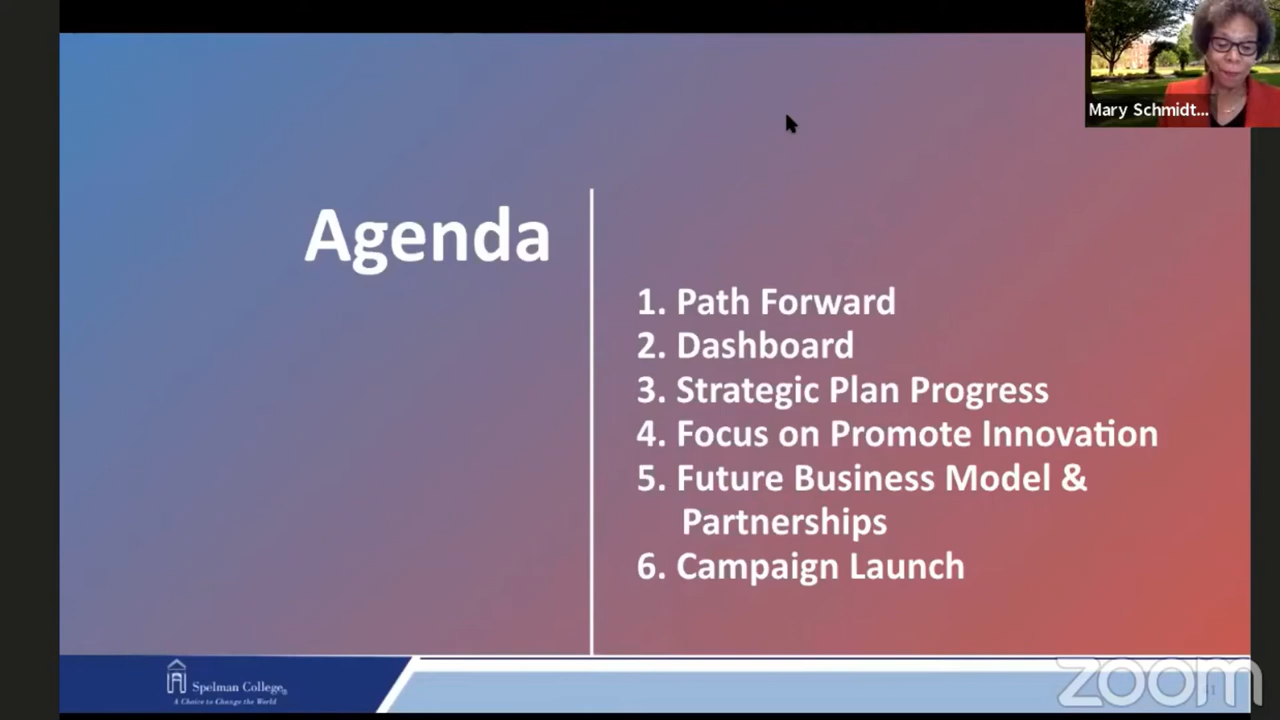 Mary Schmidt...
Agenda
1. Path Forward
2. Dashboard
3. Strategic Plan Progress
4. Focus on Promote Innovation
5. Future Business Model &
Partnerships
6. Campaign Launch
Spelman College®
A Choice to Change the World
zoom